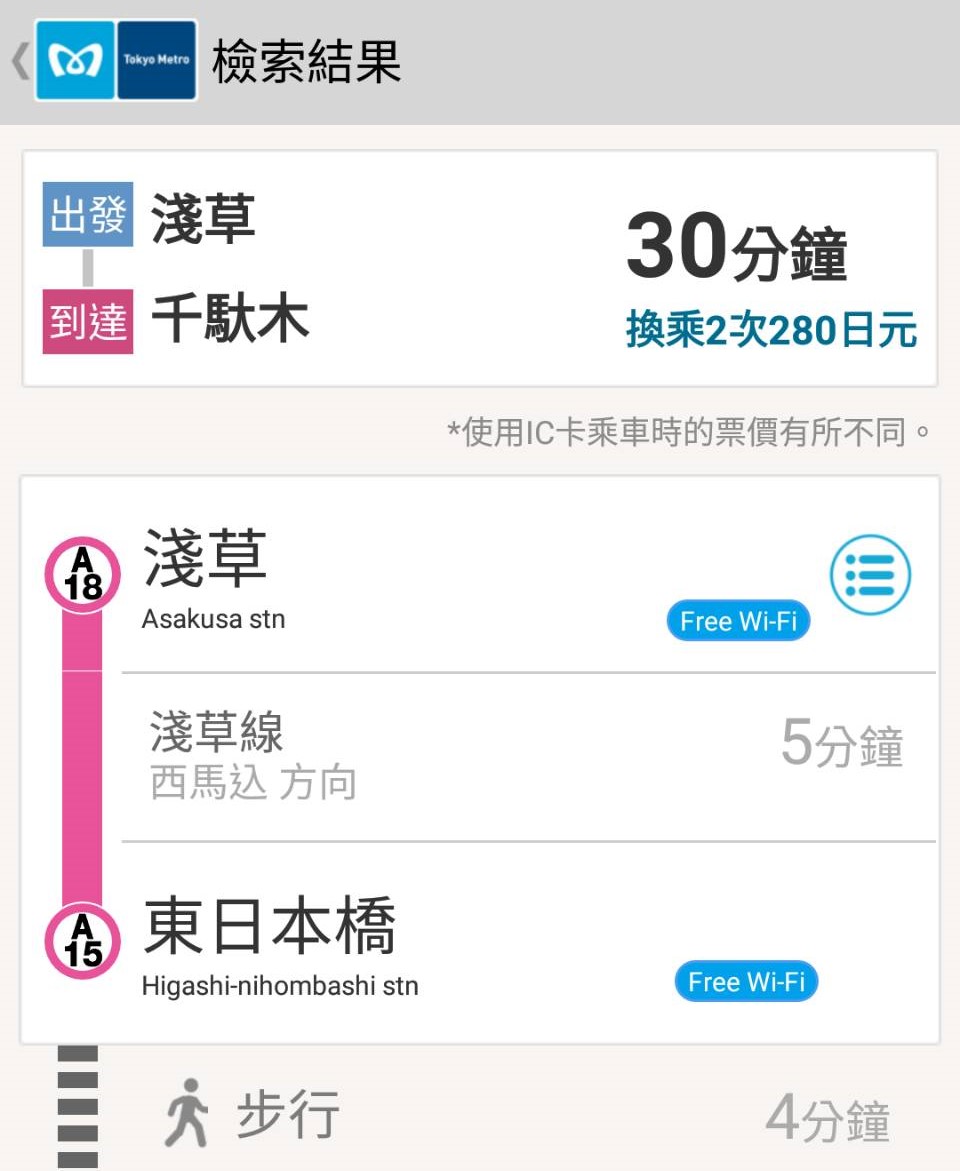 Tokyo Metro 檢索結果
出發 淺草
30分鐘
到達 千駄木
換乘2次280日元
*使用IC卡乘車時的票價有所不同。
A
18
淺草
Asakusa stn
Free Wi-Fi
淺草線
5分鐘
西馬込 方向
A
15
東日本橋
Higashi-nihombashi stn
Free Wi-Fi
步行
4分鐘